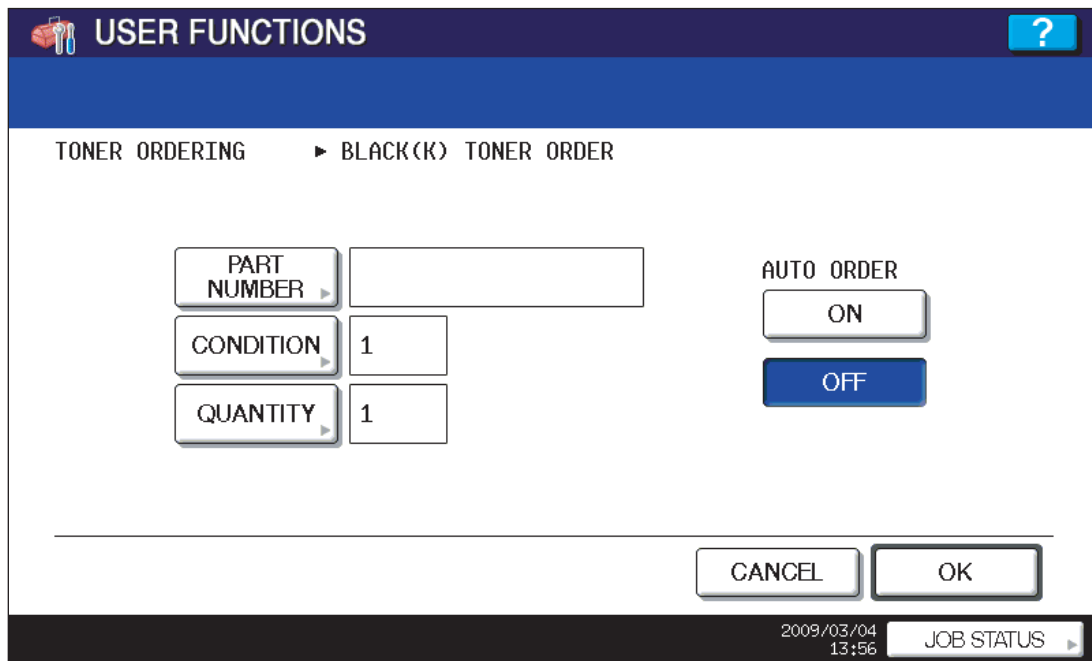 USER FUNCTIONS
?
TONER ORDERING ► BLACK(K) TONER ORDER
PART
NUMBER
AUTO ORDER
ON
CONDITION 1
OFF
QUANTITY 1
CANCEL
OK
2009/03/04
13:56
JOB STATUS